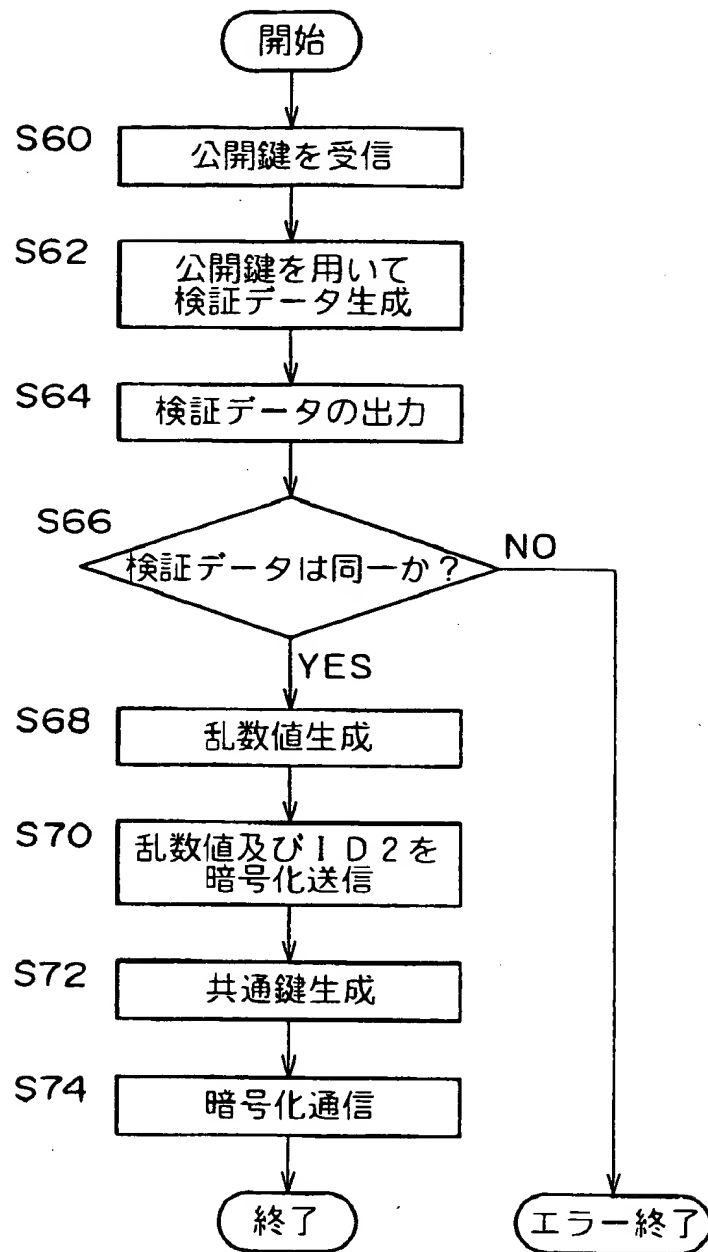 開始
S60
公開鍵を受信
S62
公開鍵を用いて
検証データ生成
S64
検証データの出力
S66
検証データは同一か？
NO
YES
S68
乱数値生成
S70
乱数値及びＩＤ２を
暗号化送信
S72
共通鍵生成
S74
暗号化通信
終了
エラー終了